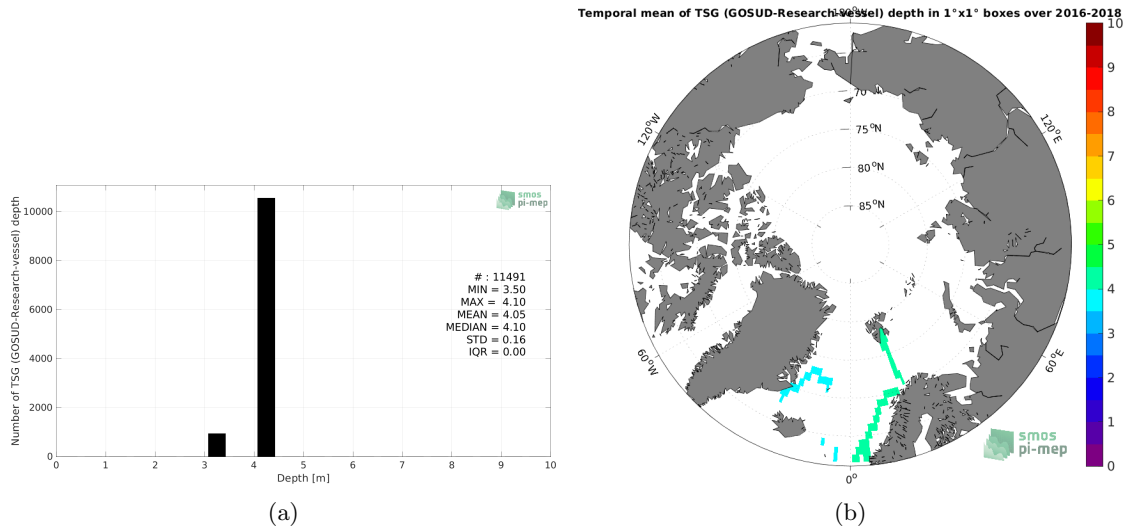 Temporal mean of TSG (GOSUD-Research-vessel) depth in 1°x1° boxes over 2016-2018
Number of TSG (GOSUD-Research-vessel) depth
10000
8000
6000
4000
2000
0
smos
pi-mep
# : 11491
MIN = 3.50
MAX = 4.10
MEAN = 4.05
MEDIAN = 4.10
STD = 0.16
IQR = 0.00
0 1 2 3 4 5 6 7 8 9 10
Depth [m]
(a)
180°W
120°W
120°E
70
75°N
80°N
85°N
60°W
60°E
0°
smos
pi-mep
10
9
8
7
6
5
4
3
2
1
0
(b)